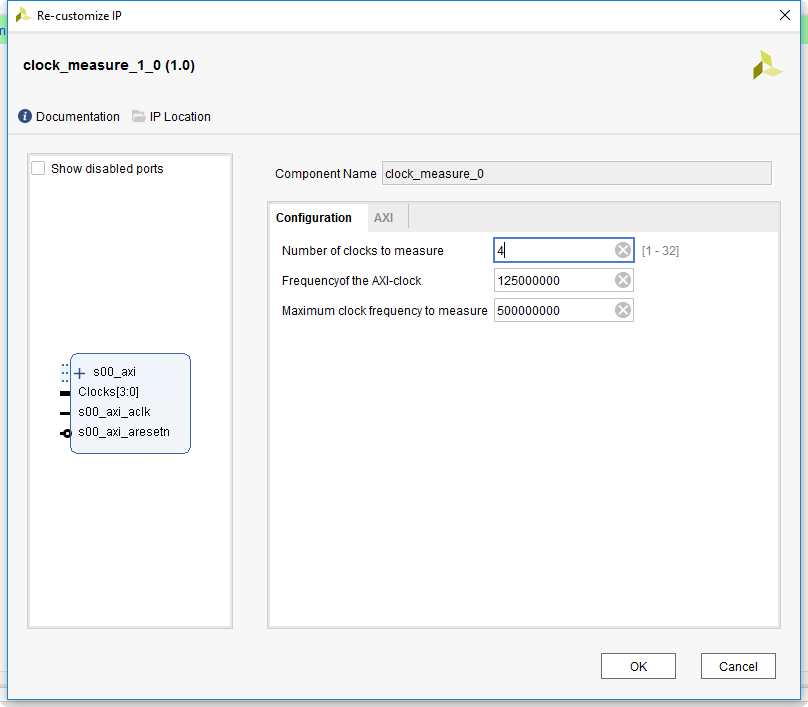 Re-customize IP
clock_measure_1_0 (1.0)
Documentation IP Location
Show disabled ports
s00_axi
Clocks[3:0]
s00_axi_aclk
s00_axi_aresetn
Component Name clock_measure_0
Configuration AXI
Number of clocks to measure 4 [1 - 32]
Frequencyof the AXI-clock 125000000
Maximum clock frequency to measure 500000000
OK Cancel